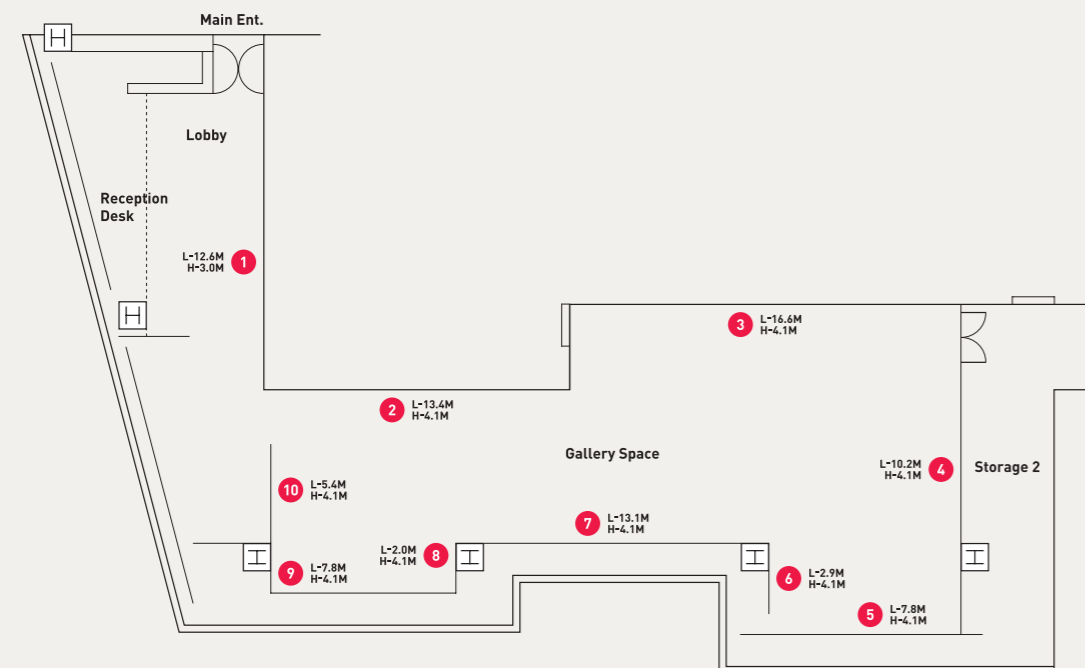 Main Ent.
Lobby
Reception
Desk
L-12.6M
H-3.0M
1
3
L-16.6M
H-4.1M
2
L-13.4M
H-4.1M
Gallery Space
L-10.2M
H-4.1M
4
Storage 2
10
L-5.4M
H-4.1M
7
L-13.1M
H-4.1M
L-2.0M
H-4.1M
8
9
L-7.8M
H-4.1M
6
L-2.9M
H-4.1M
5
L-7.8M
H-4.1M